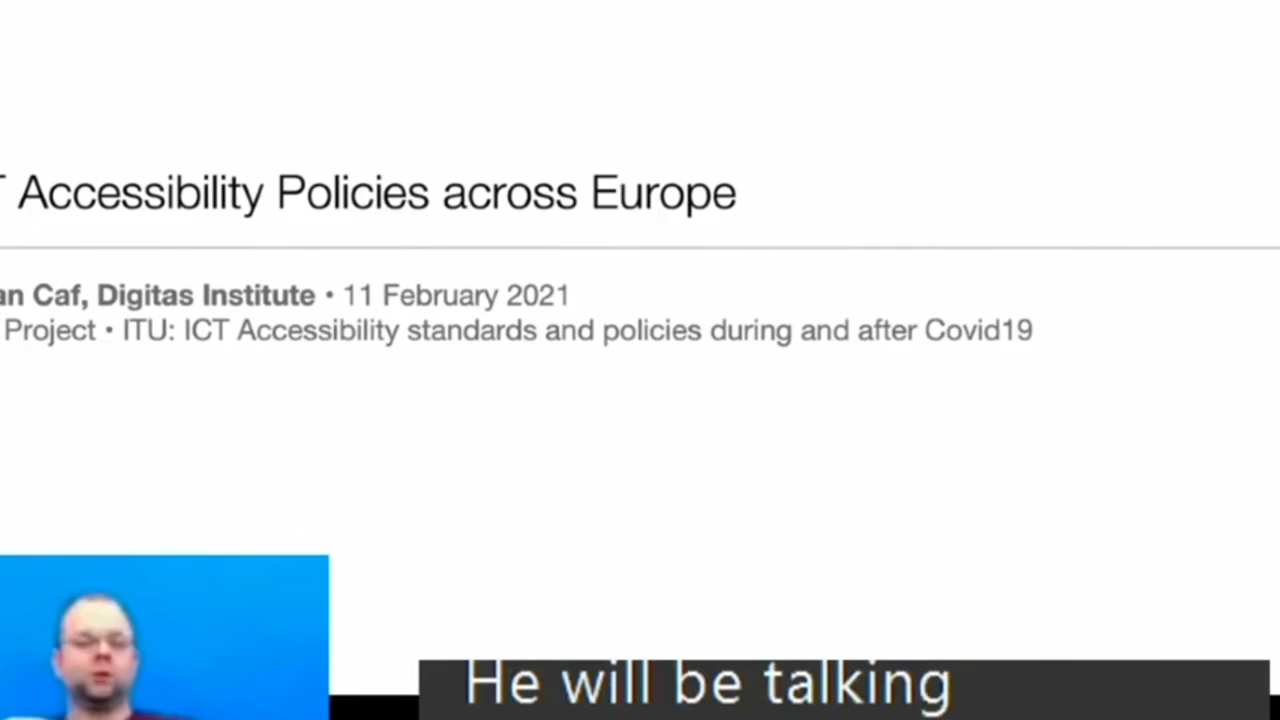 Accessibility Policies across Europe
an Caf, Digitas Institute • 11 February 2021
Project • ITU: ICT Accessibility standards and policies during and after Covid19
He will be talking